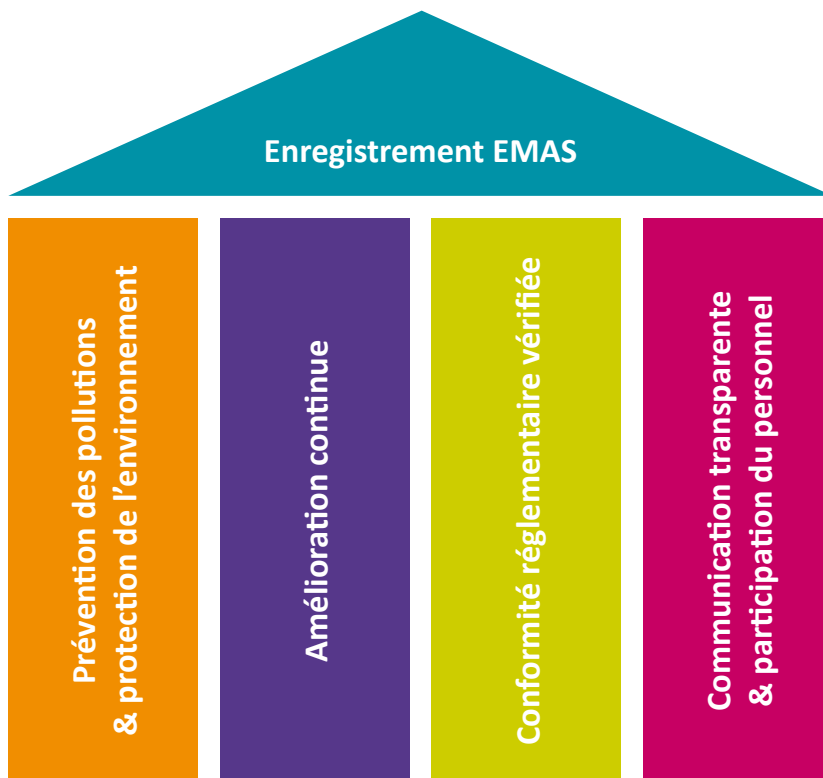 Enregistrement EMAS
Prévention des pollutions
& protection de l’environnement
Amélioration continue
Conformité réglementaire vérifiée
Communication transparente
& participation du personnel